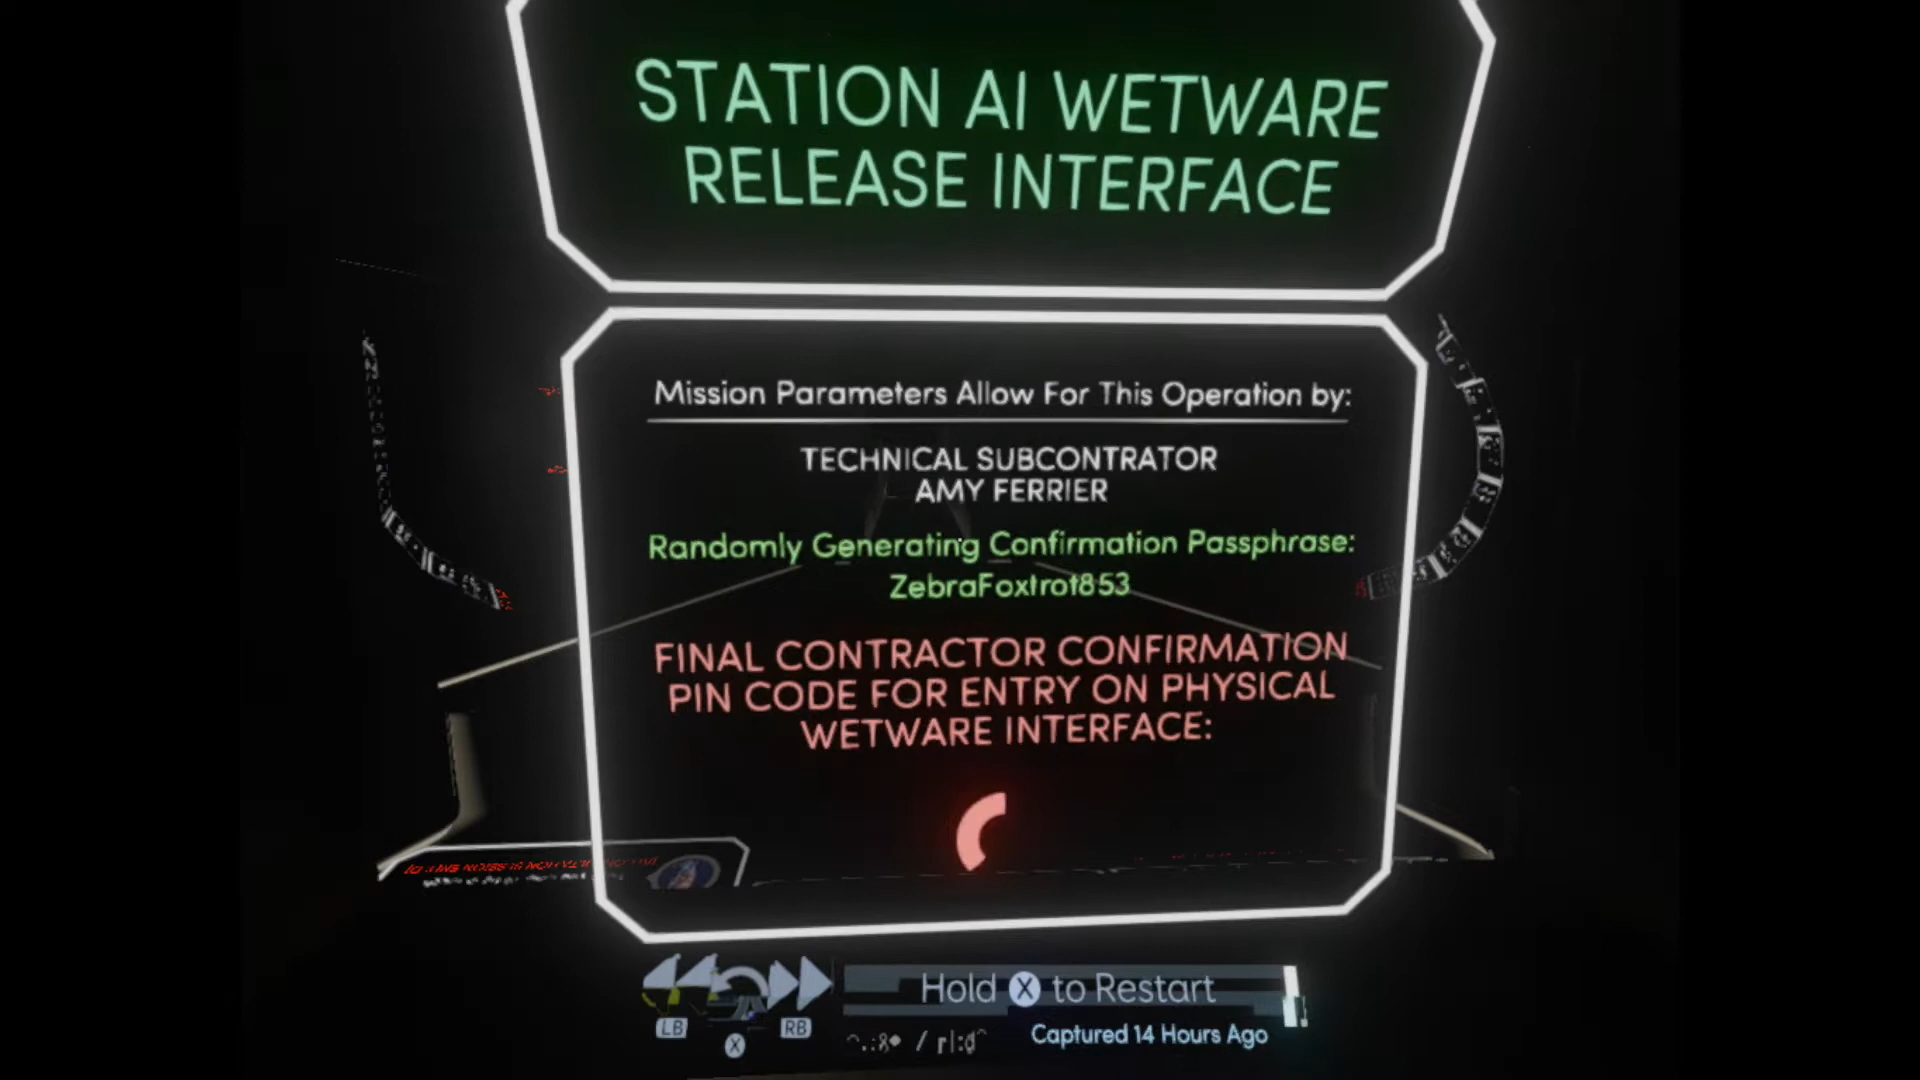 STATION AI WETWARE
RELEASE INTERFACE
Mission Parameters Allow For This Operation by:
TECHNICAL SUBCONTRATOR
AMY FERRIER
Randomly Generating Confirmation Passphrase:
ZebraFoxtrot853
FINAL CONTRACTOR CONFIRMATION
PIN CODE FOR ENTRY ON PHYSICAL
WETWARE INTERFACE:
Hold X to Restart
LB
X
RB
Captured 14 Hours Ago